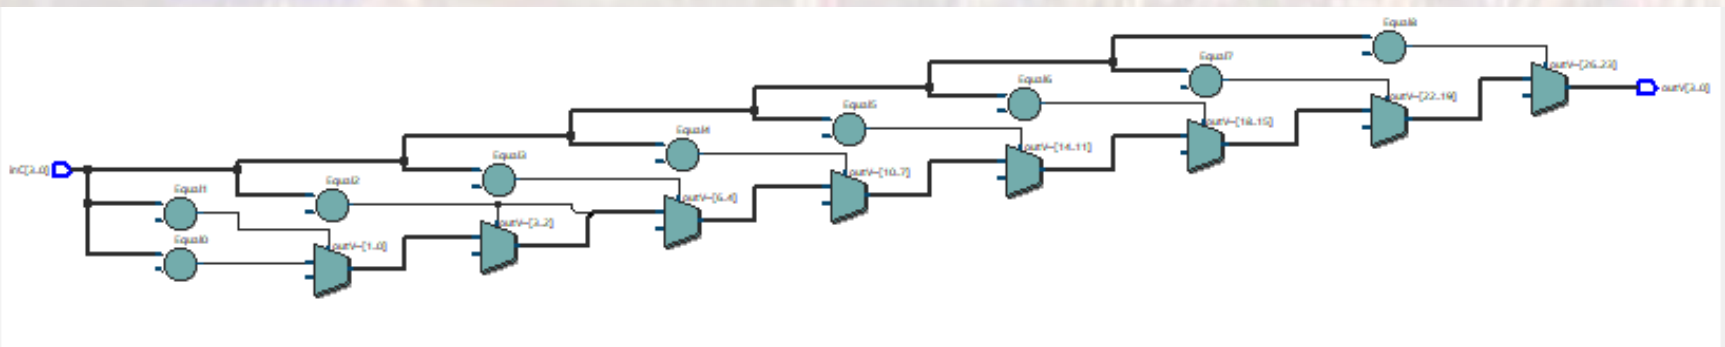 inC[3..0]
Equal1
Equal0
Equal2
outV~[1..0]
Equal3
outV~[3..2]
Equal4
outV~[6..4]
Equal5
outV~[10..7]
Equal6
outV~[14..11]
Equal7
outV~[18..15]
Equal8
outV~[22..19]
outV~[26..23]
outV[3..0]